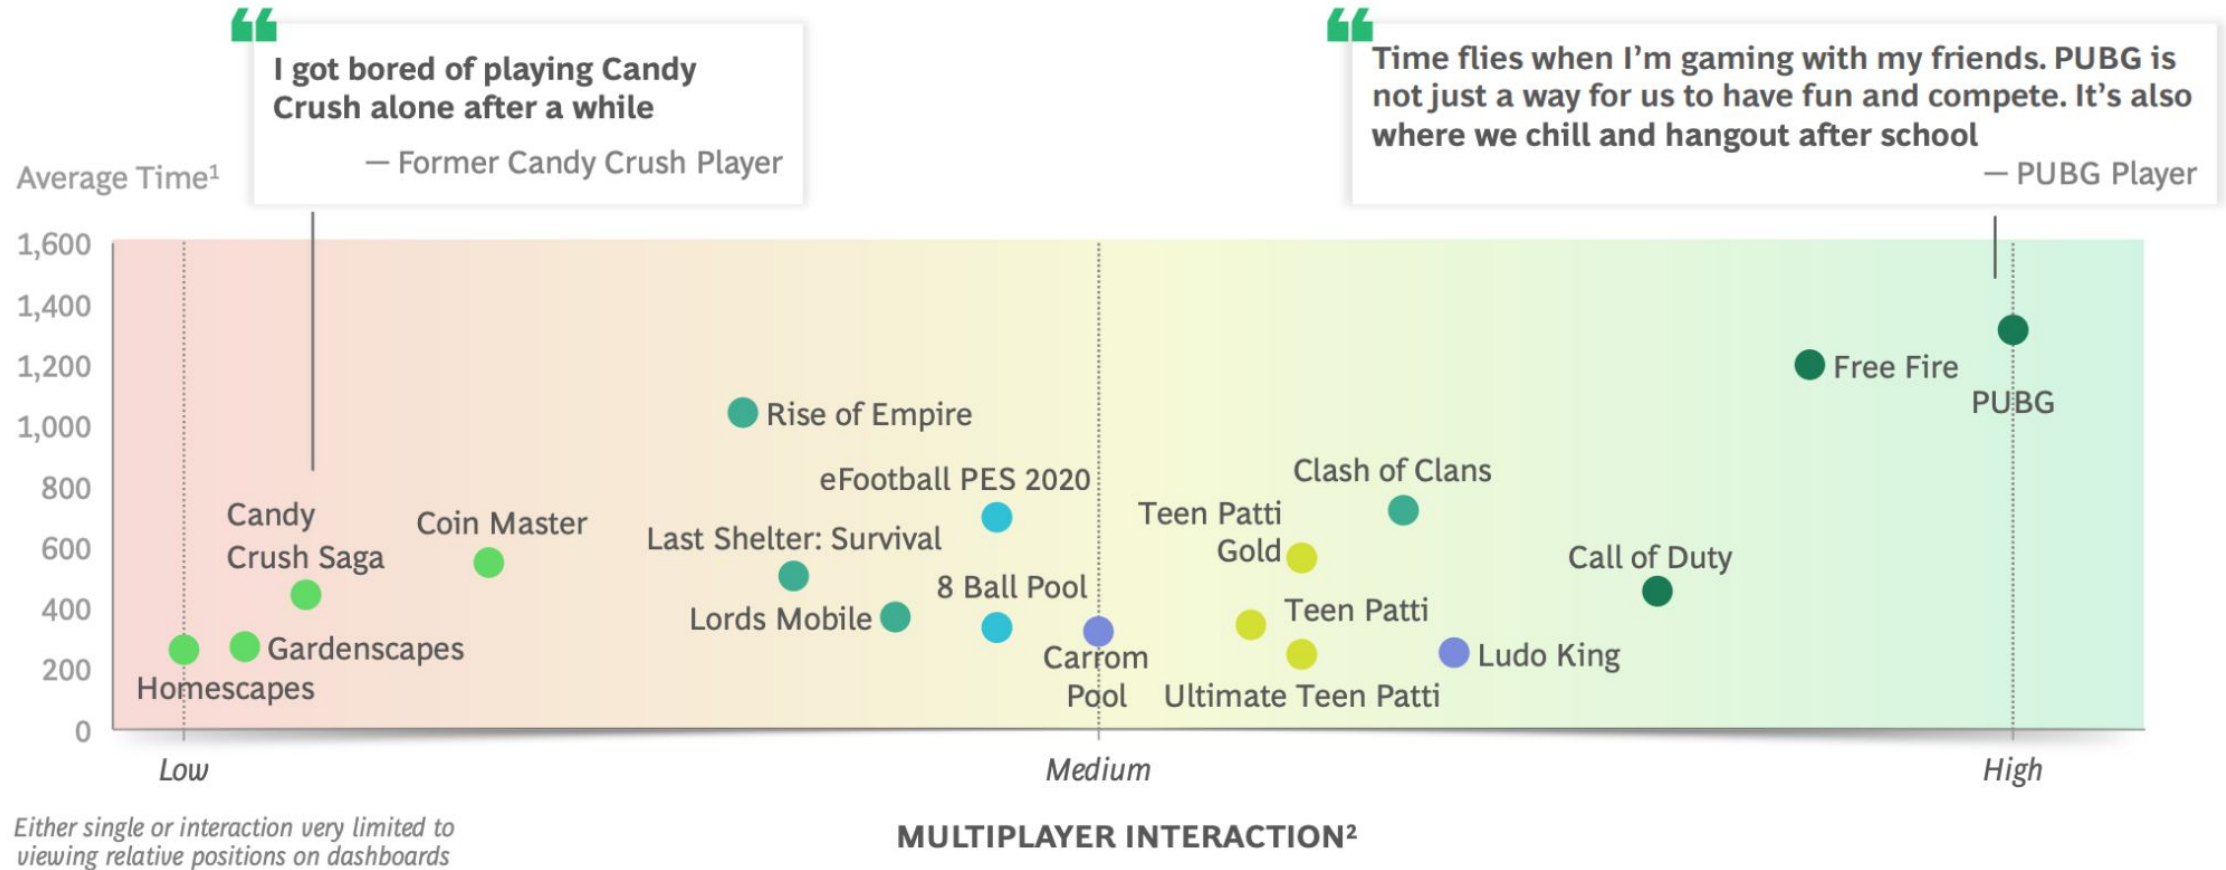 I got bored of playing Candy
Crush alone after a while
— Former Candy Crush Player
Time flies when I'm gaming with my friends. PUBG is
not just a way for us to have fun and compete. It's also
where we chill and hangout after school
— PUBG Player
Average Time¹
1,600
1,400
1,200
1,000
800
600
400
200
0
Free Fire
PUBG
Rise of Empire
eFootball PES 2020
Clash of Clans
Candy
Crush Saga
Coin Master
Last Shelter: Survival
Teen Patti
Gold
Call of Duty
8 Ball Pool
Lords Mobile
Teen Patti
Gardenscapes
Homescapes
Carrom
Pool
Ludo King
Ultimate Teen Patti
Low
Medium
High
Either single or interaction very limited to
viewing relative positions on dashboards
MULTIPLAYER INTERACTION²